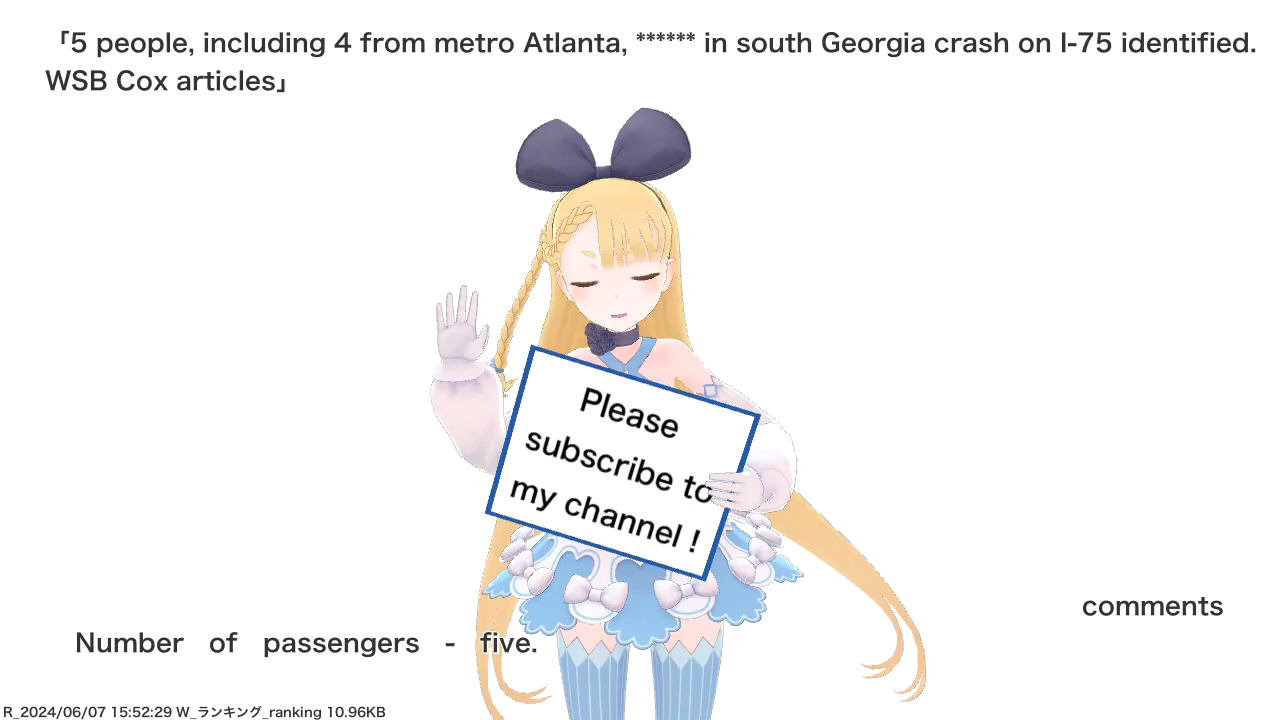 「5 people, including 4 from metro Atlanta, ****** in south Georgia crash on I-75 identified.
WSB Cox articles」
Please
subscribe to
my channel !
comments
Number of passengers - five.
R_2024/06/07 15:52:29 W_ランキング_ranking 10.96KB